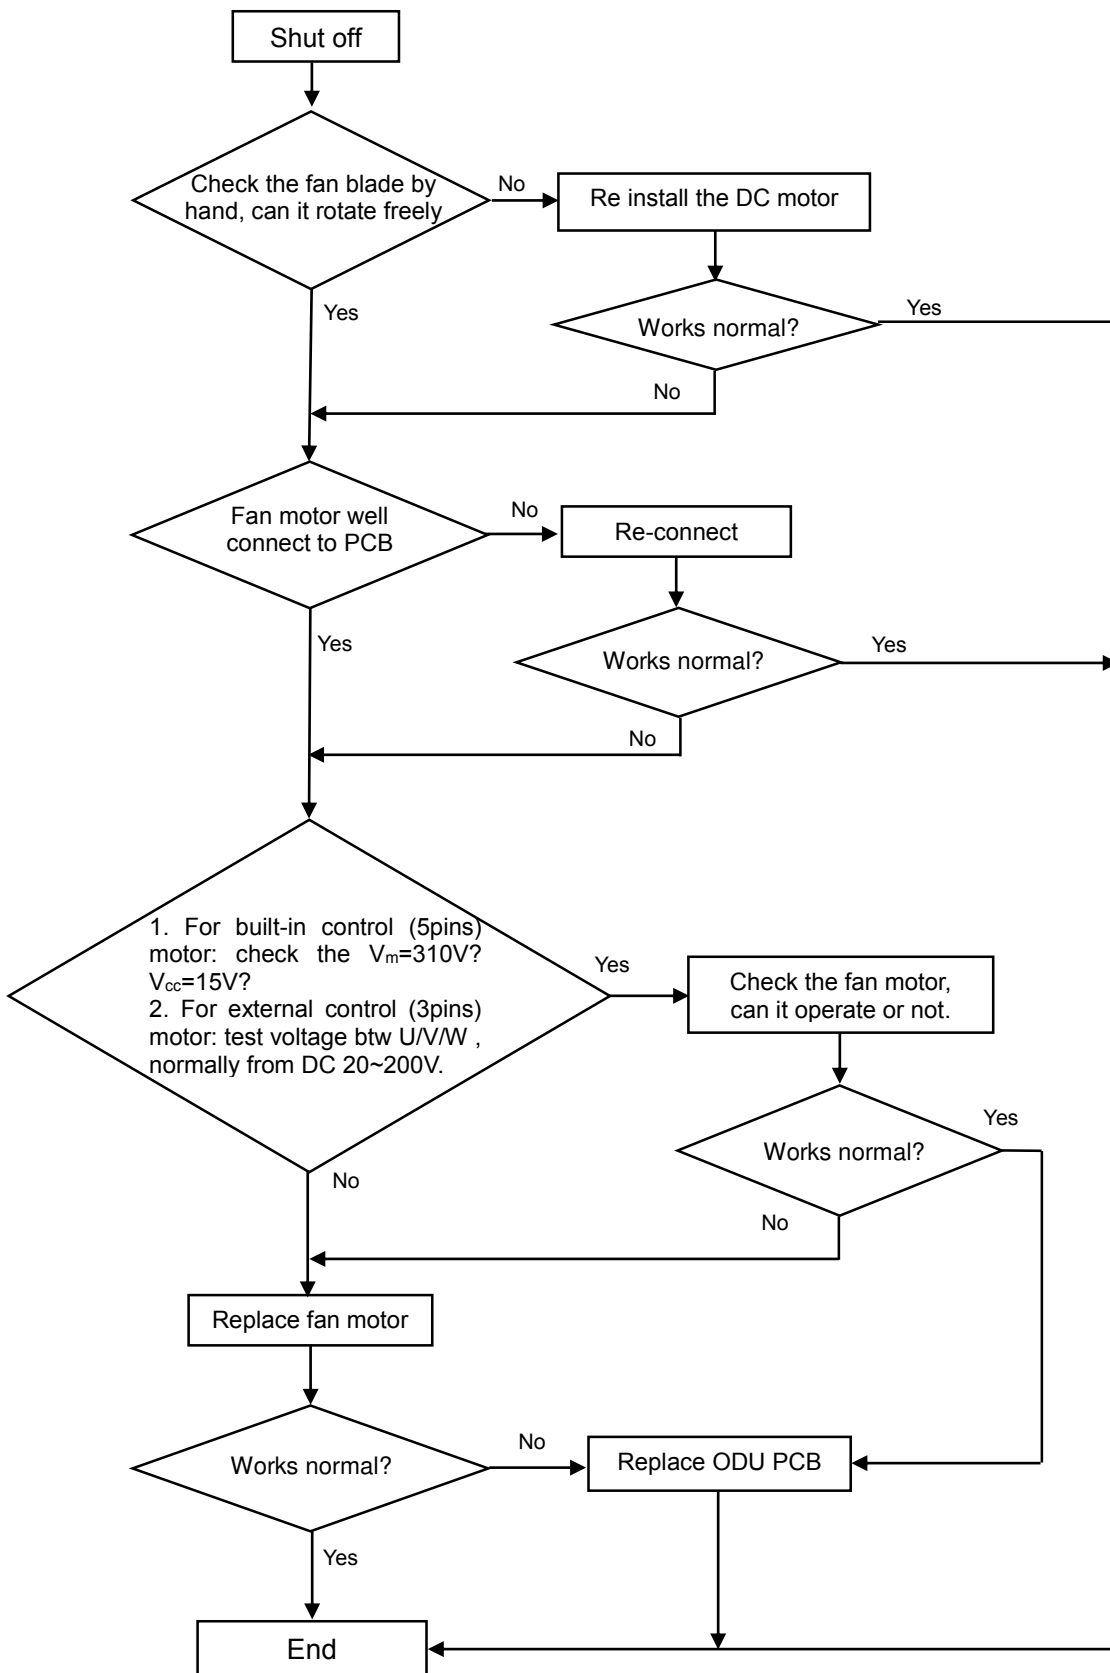 Shut off
Check the fan blade by
hand, can it rotate freely
No
Re install the DC motor
Yes
Works normal?
Yes
No
Fan motor well
connect to PCB
No
Re-connect
Yes
Works normal?
Yes
No
1. For built-in control (5pins)
motor: check the Vm=310V?
Vcc=15V?
2. For external control (3pins)
motor: test voltage btw U/V/W ,
normally from DC 20~200V.
Yes
Check the fan motor,
can it operate or not.
Works normal?
Yes
No
No
Replace fan motor
Works normal?
No
Replace ODU PCB
Yes
End